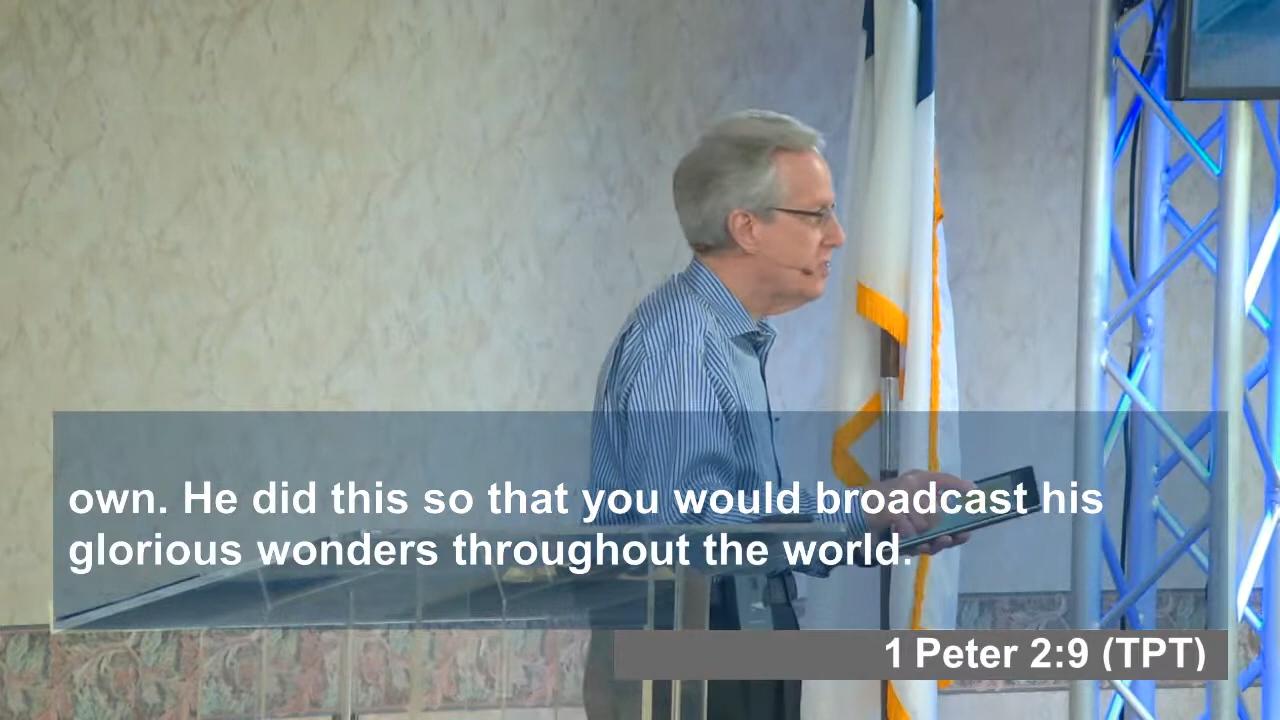 own. He did this so that you would broadcast his
glorious wonders throughout the world.
1 Peter 2:9 (TPT)